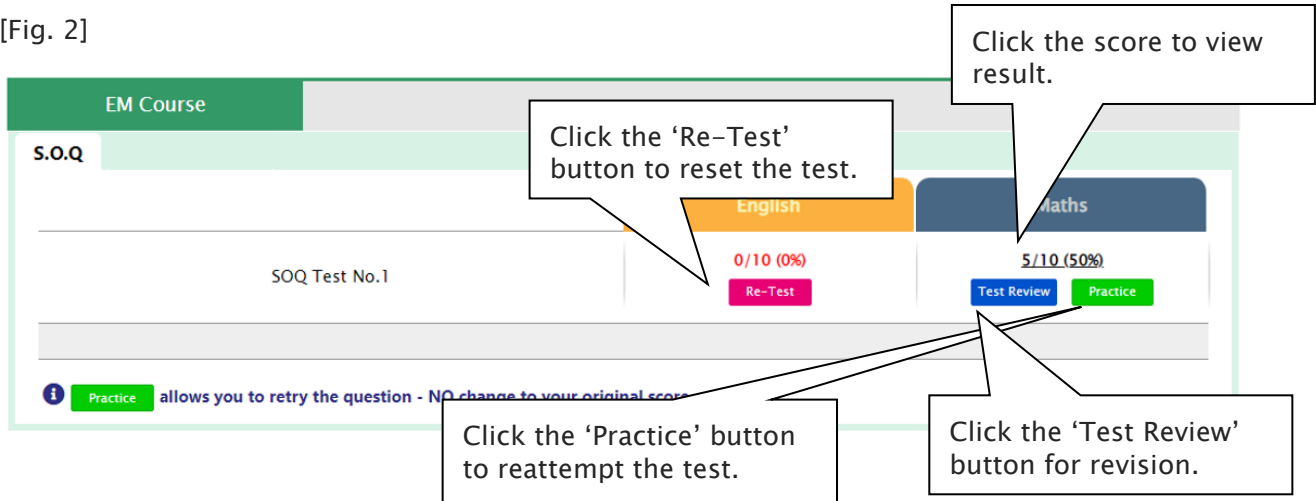 [Fig. 2]
Click the score to view
result.
EM Course
Click the ‘Re-Test’
button to reset the test.
S.O.Q
English
Maths
SOQ Test No.1
0/10 (0%)
5/10 (50%)
Re-Test
Test Review
Practice
Practice allows you to retry the question - NO change to your original score
Click the ‘Practice’ button
to reattempt the test.
Click the ‘Test Review’
button for revision.